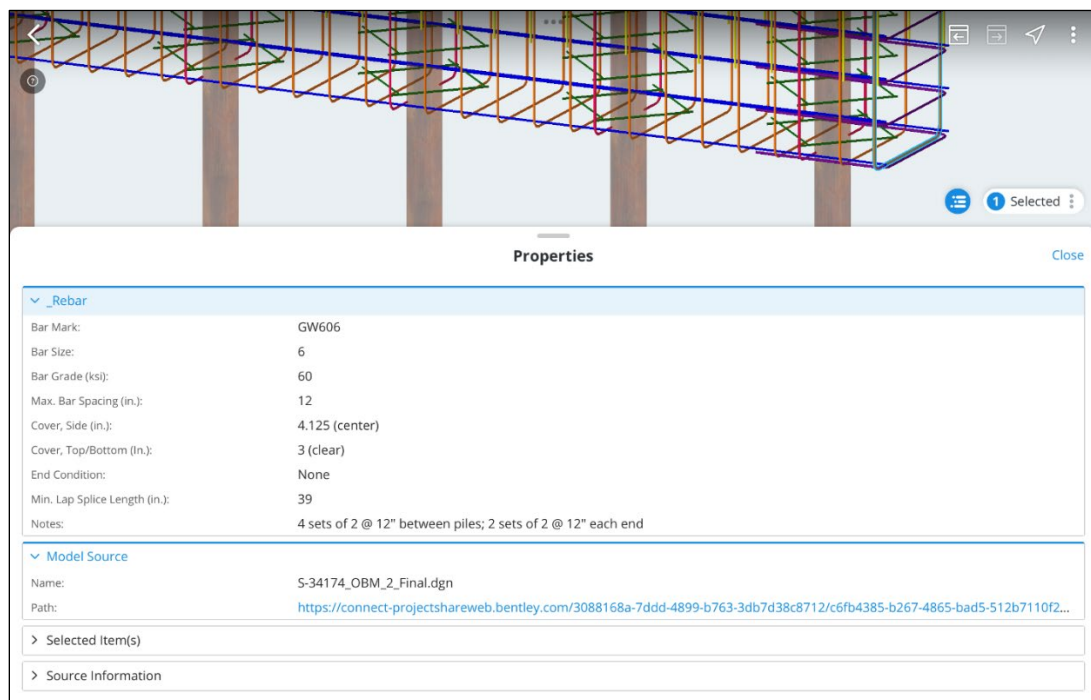 1 Selected
Properties
Close
_Rebar
Bar Mark: GW606
Bar Size: 6
Bar Grade (ksi): 60
Max. Bar Spacing (in.): 12
Cover, Side (in.): 4.125 (center)
Cover, Top/Bottom (In.): 3 (clear)
End Condition: None
Min. Lap Splice Length (in.): 39
Notes: 4 sets of 2 @ 12" between piles; 2 sets of 2 @ 12" each end
Model Source
Name: S-34174_OBM_2_Final.dgn
Path: https://connect-projectshareweb.bentley.com/3088168a-7ddd-4899-b763-3db7d38c8712/c6fb4385-b267-4865-bad5-512b7110f2...
Selected Item(s)
Source Information